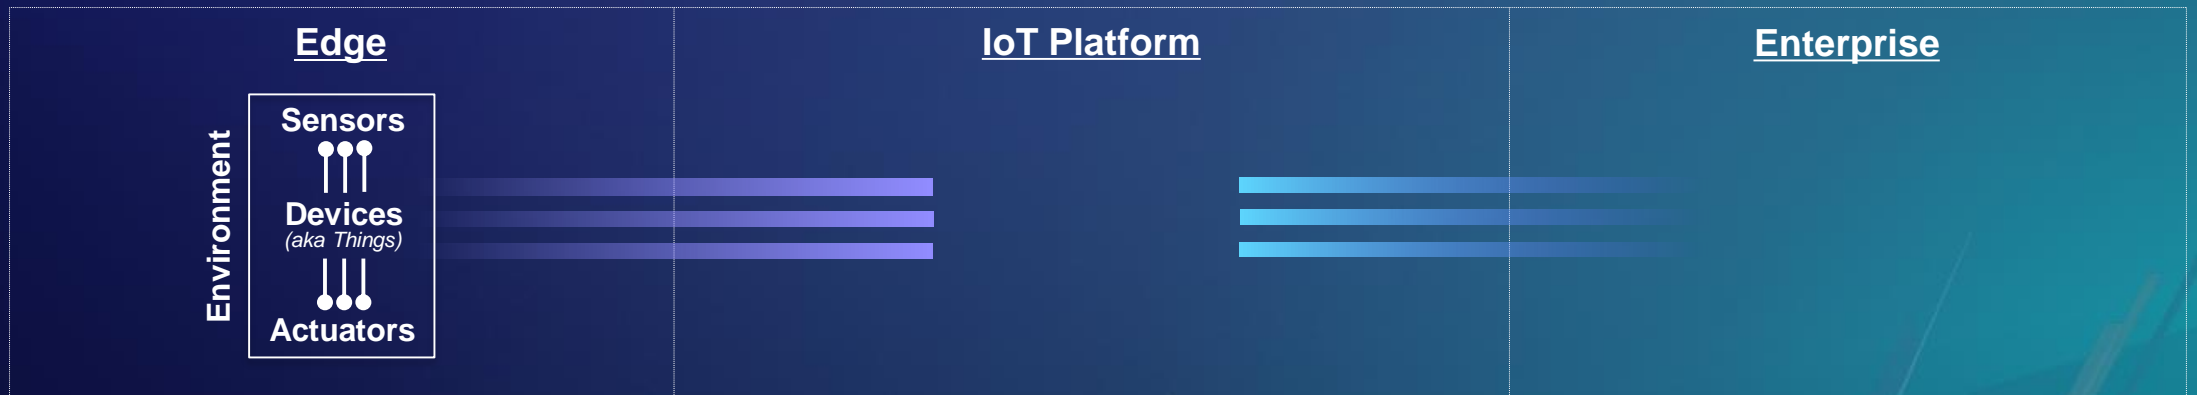 Edge
IoT Platform
Enterprise
Environment
Sensors
Devices
(aka Things)
Actuators